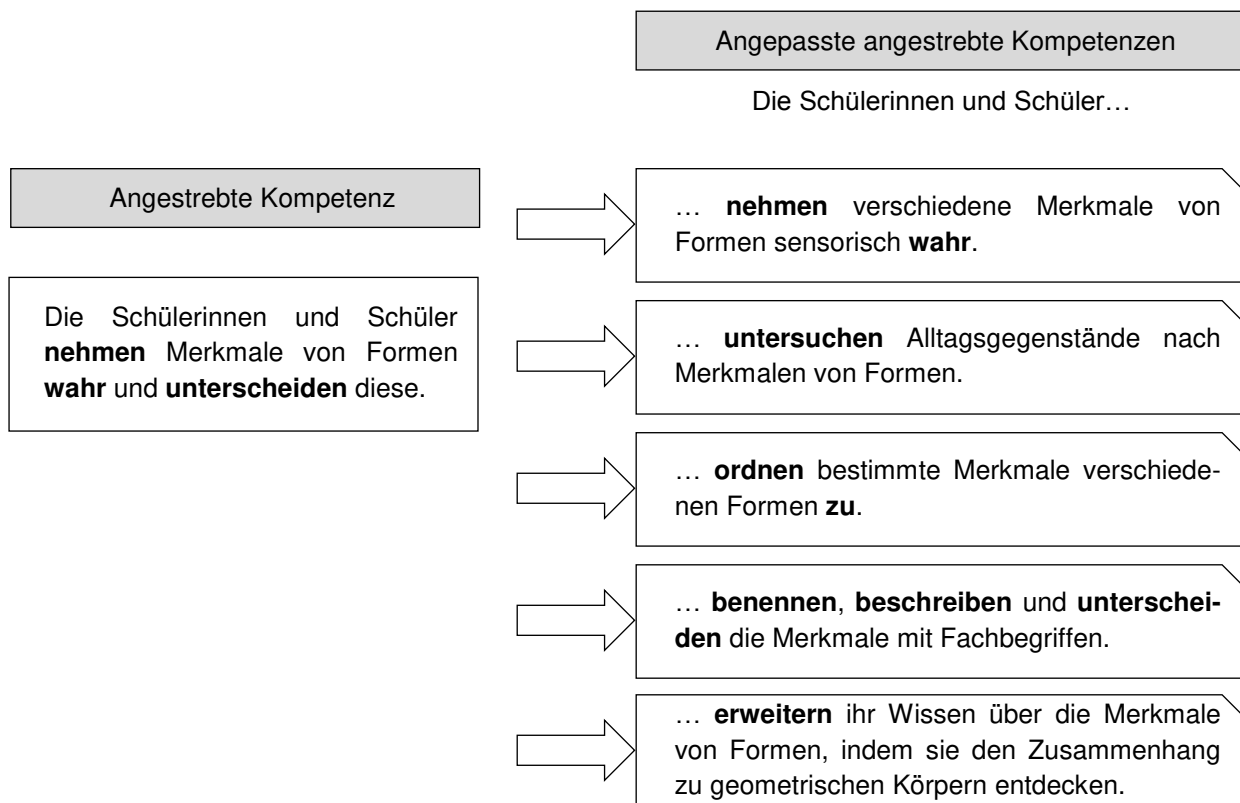 Angepasste angestrebte Kompetenzen
Die Schülerinnen und Schüler…
Angestrebte Kompetenz
Die Schülerinnen und Schüler
nehmen Merkmale von Formen
wahr und unterscheiden diese.
… nehmen verschiedene Merkmale von
Formen sensorisch wahr.
… untersuchen Alltagsgegenstände nach
Merkmalen von Formen.
… ordnen bestimmte Merkmale verschiede-
nen Formen zu.
… benennen, beschreiben und unterschei-
den die Merkmale mit Fachbegriffen.
… erweitern ihr Wissen über die Merkmale
von Formen, indem sie den Zusammenhang
zu geometrischen Körpern entdecken.